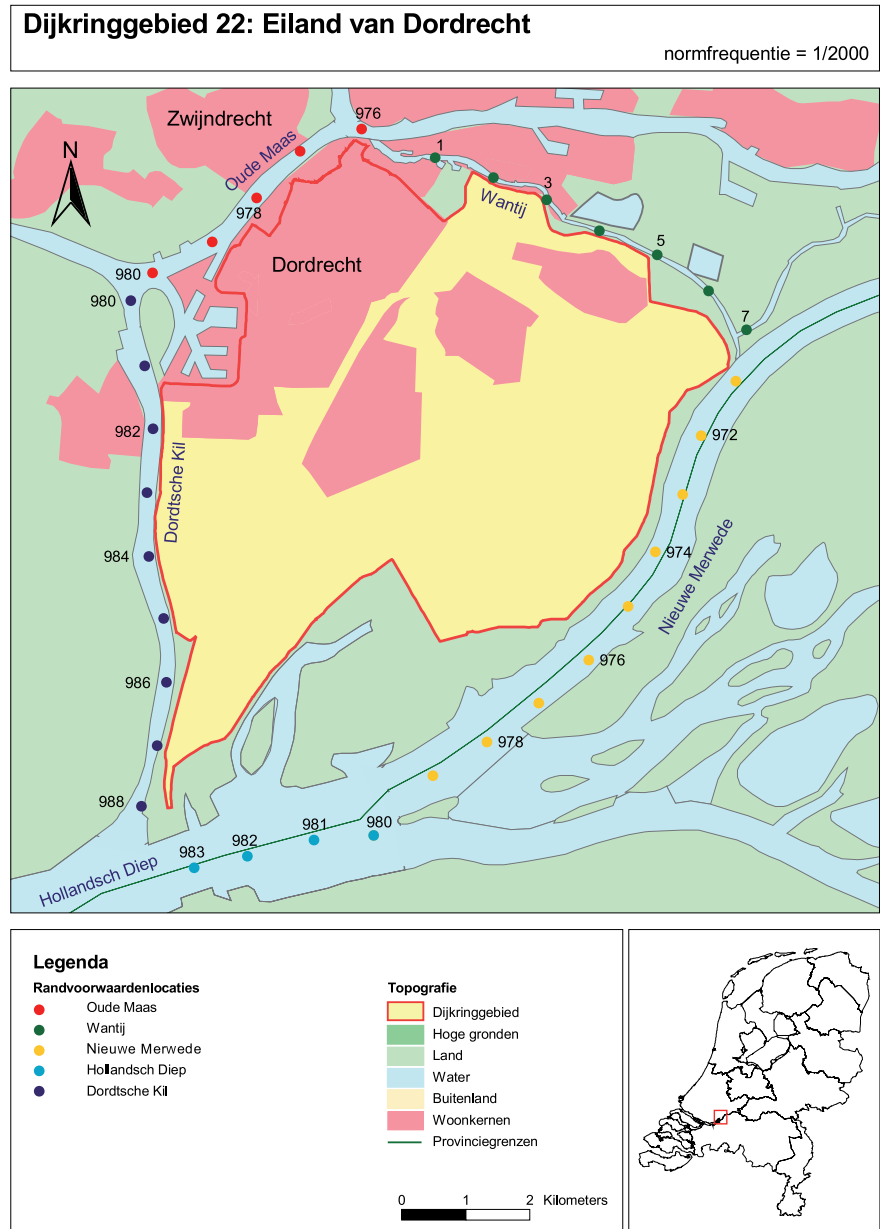 Dijkringgebied 22: Eiland van Dordrecht
normfrequentie = 1/2000
976
Zwijndrecht
N
1
Oude Maas
3
978
Wantij
5
Dordrecht
980
980
7
982
972
Dordtsche Kil
984
974
Nieuwe Merwede
986
976
978
988
981
980
982
983
Hollandsch Diep
Legenda
Randvoorwaardenlocaties
Oude Maas
Wantij
Nieuwe Merwede
Hollandsch Diep
Dordtsche Kil
Topografie
Dijkringgebied
Hoge gronden
Land
Water
Buitenland
Woonkernen
Provinciegrenzen
0 1 2 Kilometers